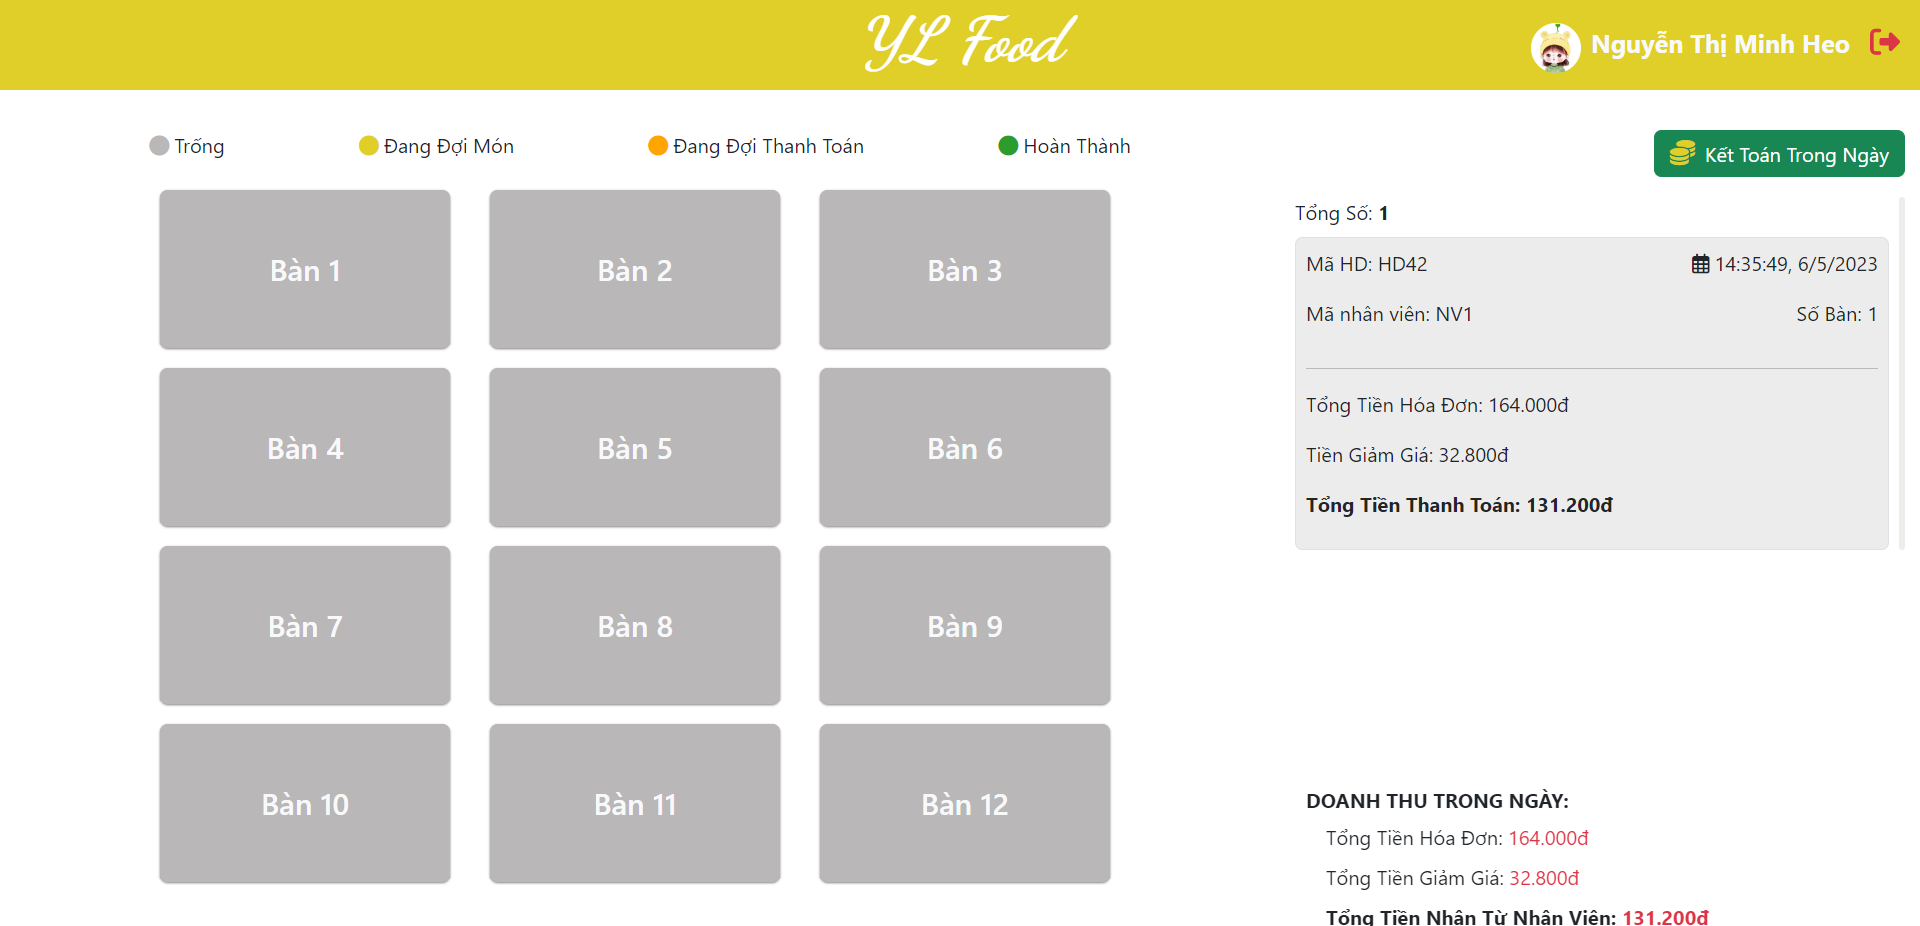 YL Food
Nguyễn Thị Minh Heo
Trống
Đang Đợi Món
Đang Đợi Thanh Toán
Hoàn Thành
Kết Toán Trong Ngày
Bàn 1
Bàn 2
Bàn 3
Bàn 4
Bàn 5
Bàn 6
Bàn 7
Bàn 8
Bàn 9
Bàn 10
Bàn 11
Bàn 12
Tổng Số: 1
Mã HD: HD42
14:35:49, 6/5/2023
Mã nhân viên: NV1
Số Bàn: 1
Tổng Tiền Hóa Đơn: 164.000đ
Tiền Giảm Giá: 32.800đ
Tổng Tiền Thanh Toán: 131.200đ
DOANH THU TRONG NGÀY:
Tổng Tiền Hóa Đơn: 164.000đ
Tổng Tiền Giảm Giá: 32.800đ
Tổng Tiền Nhân Từ Nhân Viên: 131.200đ